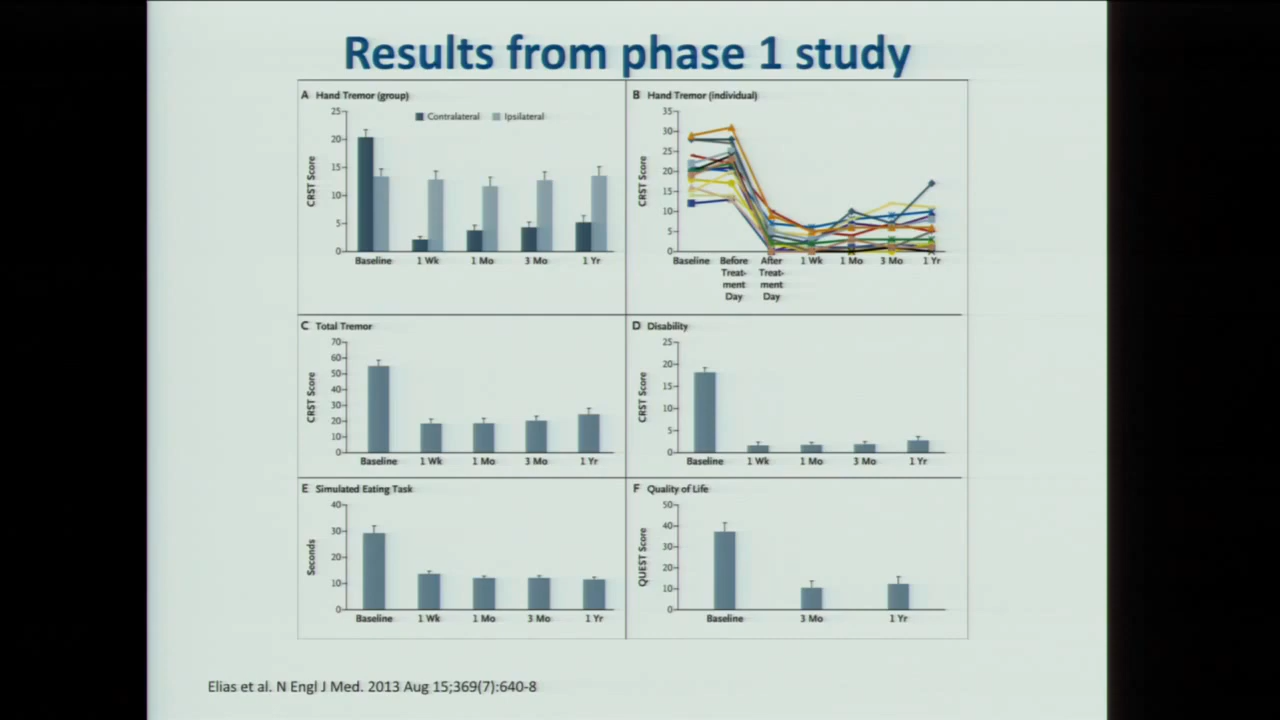 Results from phase 1 study
A Hand Tremor (group)
25
20
15
10
5
0
CRST Score
Contralateral
Ipsilateral
Baseline 1 Wk 1 Mo 3 Mo 1 Yr
B Hand Tremor (individual)
35
30
25
20
15
10
5
0
CRST Score
Baseline Before Treat- ment Day After Treat- ment Day 1 Wk 1 Mo 3 Mo 1 Yr
C Total Tremor
70
60
50
40
30
20
10
0
CRST Score
Baseline 1 Wk 1 Mo 3 Mo 1 Yr
D Disability
25
20
15
10
5
0
CRST Score
Baseline 1 Wk 1 Mo 3 Mo 1 Yr
E Simulated Eating Task
40
30
20
10
0
Seconds
Baseline 1 Wk 1 Mo 3 Mo 1 Yr
F Quality of Life
50
40
30
20
10
0
QUEST Score
Baseline 3 Mo 1 Yr
Elias et al. N Engl J Med. 2013 Aug 15;369(7):640-8